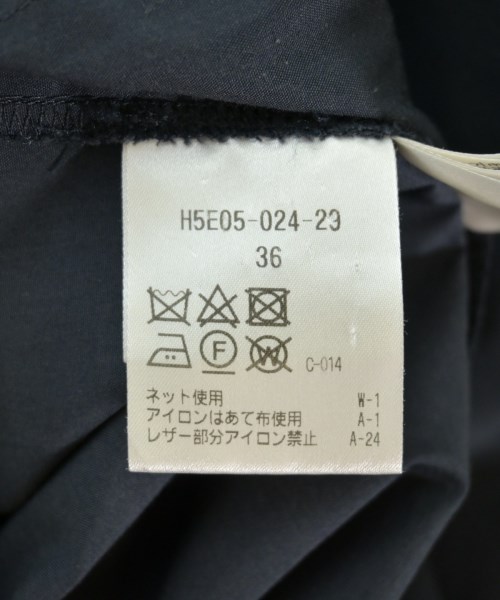 H5E05-024-29
36
F W C-014
ネット使用 W-1
アイロンはあて布使用 A-1
レザー部分アイロン禁止 A-24